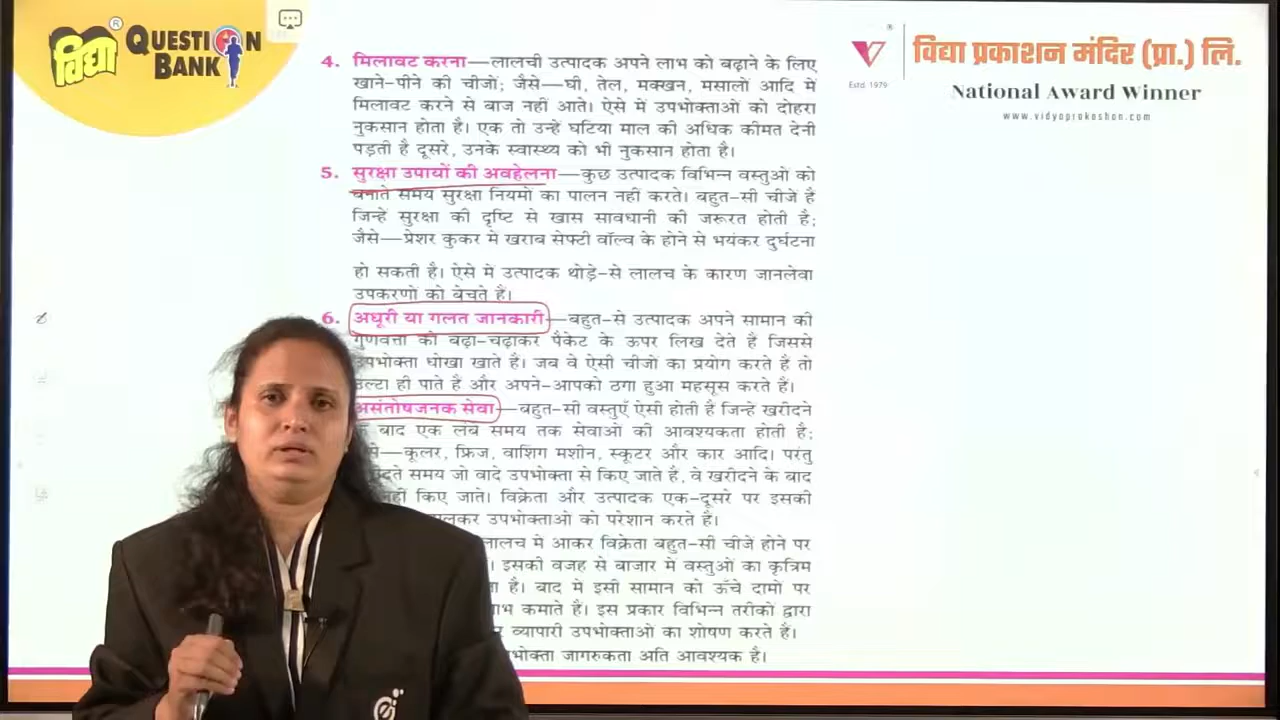 विद्या
®
QUESTION
BANK
®
Estd. 1979
विद्या प्रकाशन मंदिर (प्रा.) लि.
National Award Winner
www.vidyaprakashan.com
4. मिलावट करना—लालची उत्पादक अपने लाभ को बढ़ाने के लिए
खाने-पीने की चीजों; जैसे—घी, तेल, मक्खन, मसालों आदि में
मिलावट करने से बाज नहीं आते। ऐसे में उपभोक्ताओं को दोहरा
नुकसान होता है। एक तो उन्हें घटिया माल की अधिक कीमत देनी
पड़ती है दूसरे, उनके स्वास्थ्य को भी नुकसान होता है।
5. सुरक्षा उपायों की अवहेलना—कुछ उत्पादक विभिन्न वस्तुओं को
बनाते समय सुरक्षा नियमों का पालन नहीं करते। बहुत-सी चीजें हैं
जिन्हें सुरक्षा की दृष्टि से खास सावधानी की जरूरत होती है;
जैसे—प्रेशर कुकर में खराब सेफ्टी वॉल्व के होने से भयंकर दुर्घटना
हो सकती है। ऐसे में उत्पादक थोड़े-से लालच के कारण जानलेवा
उपकरणों को बेचते हैं।
6. अधूरी या गलत जानकारी—बहुत-से उत्पादक अपने सामान की
गुणवत्ता को बढ़ा-चढ़ाकर पैकेट के ऊपर लिख देते हैं जिससे
उपभोक्ता धोखा खाते हैं। जब वे ऐसी चीजों का प्रयोग करते हैं तो
उल्टा ही पाते हैं और अपने-आपको ठगा हुआ महसूस करते हैं।
असंतोषजनक सेवा—बहुत-सी वस्तुएँ ऐसी होती हैं जिन्हें खरीदने
बाद एक लंबे समय तक सेवाओं की आवश्यकता होती है;
कूलर, फ्रिज, वाशिंग मशीन, स्कूटर और कार आदि। परंतु
समय जो वादे उपभोक्ता से किए जाते हैं, वे खरीदने के बाद
नहीं किए जाते। विक्रेता और उत्पादक एक-दूसरे पर इसकी
उपभोक्ताओं को परेशान करते हैं।
लालच में आकर विक्रेता बहुत-सी चीजें होने पर
इसकी वजह से बाजार में वस्तुओं का कृत्रिम
है। बाद में इसी सामान को ऊँचे दामों पर
कमाते हैं। इस प्रकार विभिन्न तरीकों द्वारा
व्यापारी उपभोक्ताओं का शोषण करते हैं।
जागरुकता अति आवश्यक है।